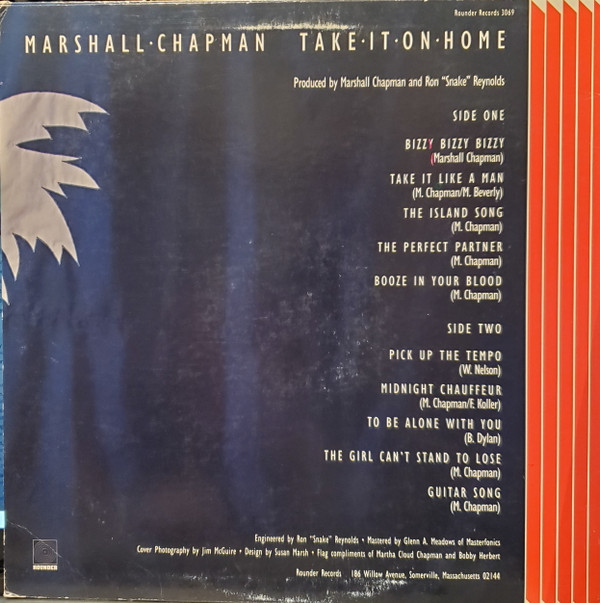 Rounder Records 3069
MARSHALL·CHAPMAN TAKE·IT·ON·HOME
Produced by Marshall Chapman and Ron "Snake" Reynolds
SIDE ONE
BIZZY BIZZY BIZZY
(Marshall Chapman)
TAKE IT LIKE A MAN
(M. Chapman/M. Beverly)
THE ISLAND SONG
(M. Chapman)
THE PERFECT PARTNER
(M. Chapman)
BOOZE IN YOUR BLOOD
(M. Chapman)
SIDE TWO
PICK UP THE TEMPO
(W. Nelson)
MIDNIGHT CHAUFFEUR
(M. Chapman/F. Koller)
TO BE ALONE WITH YOU
(B. Dylan)
THE GIRL CAN'T STAND TO LOSE
(M. Chapman)
GUITAR SONG
(M. Chapman)
Engineered by Ron "Snake" Reynolds • Mastered by Glenn A. Meadows of Masterfonics
Cover Photography by Jim McGuire • Design by Susan Marsh • Flag compliments of Martha Cloud Chapman and Bobby Herbert
Rounder Records 186 Willow Avenue, Somerville, Massachusetts 02144
ROUNDER